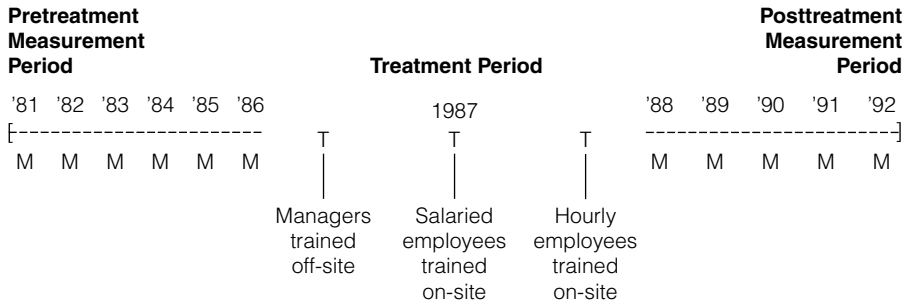 Pretreatment
Measurement
Period
Treatment Period
Posttreatment
Measurement
Period
'81 '82 '83 '84 '85 '86
1987
'88 '89 '90 '91 '92
T T T
M M M M M M
M M M M M
Managers
trained
off-site
Salaried
employees
trained
on-site
Hourly
employees
trained
on-site